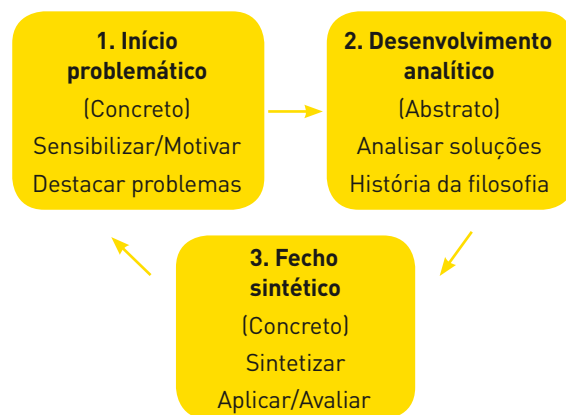 1. Início
problemático
(Concreto)
Sensibilizar/Motivar
Destacar problemas
2. Desenvolvimento
analítico
(Abstrato)
Analisar soluções
História da filosofia
3. Fecho
sintético
(Concreto)
Sintetizar
Aplicar/Avaliar